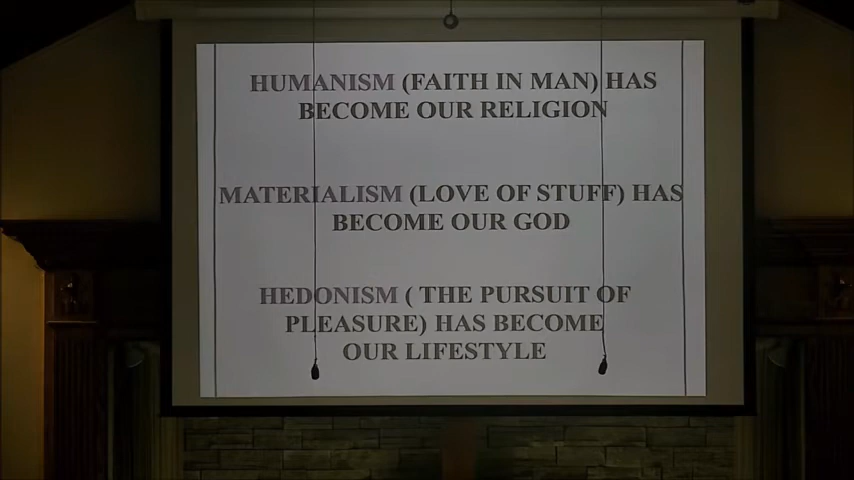 HUMANISM (FAITH IN MAN) HAS
BECOME OUR RELIGION
MATERIALISM (LOVE OF STUFF) HAS
BECOME OUR GOD
HEDONISM ( THE PURSUIT OF
PLEASURE) HAS BECOME
OUR LIFESTYLE